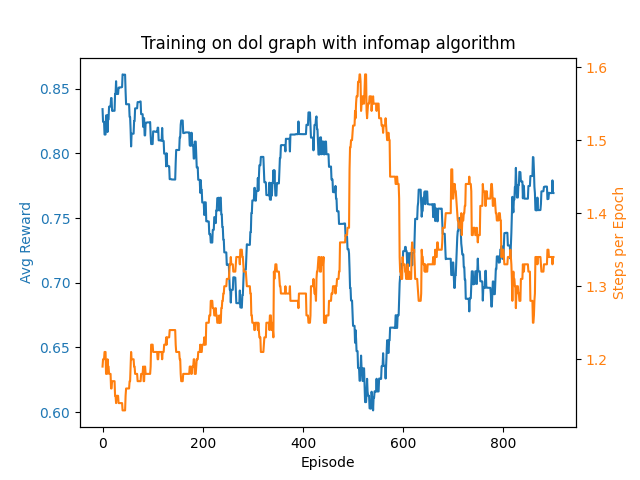 Training on dol graph with infomap algorithm
0.85
0.80
0.75
0.70
0.65
0.60
Avg Reward
1.6
1.5
1.4
1.3
1.2
Steps per Epoch
0 200 400 600 800
Episode